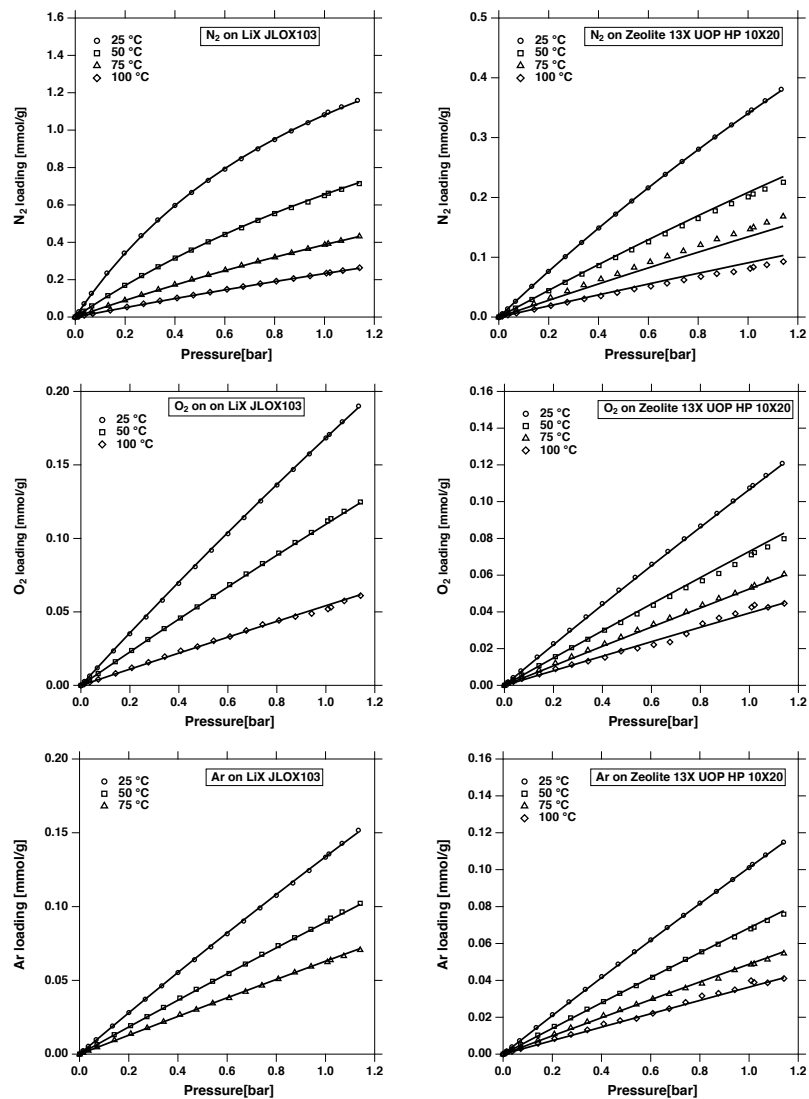 N2 on LiX JLOX103
25 °C
50 °C
75 °C
100 °C
N2 loading [mmol/g]
1.6
1.4
1.2
1.0
0.8
0.6
0.4
0.2
0.0
0.0 0.2 0.4 0.6 0.8 1.0 1.2
Pressure[bar]
N2 on Zeolite 13X UOP HP 10X20
25 °C
50 °C
75 °C
100 °C
N2 loading [mmol/g]
0.5
0.4
0.3
0.2
0.1
0.0
0.0 0.2 0.4 0.6 0.8 1.0 1.2
Pressure[bar]
O2 on on LiX JLOX103
25 °C
50 °C
100 °C
O2 loading [mmol/g]
0.20
0.15
0.10
0.05
0.00
0.0 0.2 0.4 0.6 0.8 1.0 1.2
Pressure[bar]
O2 on Zeolite 13X UOP HP 10X20
25 °C
50 °C
75 °C
100 °C
O2 loading [mmol/g]
0.16
0.14
0.12
0.10
0.08
0.06
0.04
0.02
0.00
0.0 0.2 0.4 0.6 0.8 1.0 1.2
Pressure[bar]
Ar on LiX JLOX103
25 °C
50 °C
75 °C
Ar loading [mmol/g]
0.20
0.15
0.10
0.05
0.00
0.0 0.2 0.4 0.6 0.8 1.0 1.2
Pressure[bar]
Ar on Zeolite 13X UOP HP 10X20
25 °C
50 °C
75 °C
100 °C
Ar loading [mmol/g]
0.16
0.14
0.12
0.10
0.08
0.06
0.04
0.02
0.00
0.0 0.2 0.4 0.6 0.8 1.0 1.2
Pressure[bar]